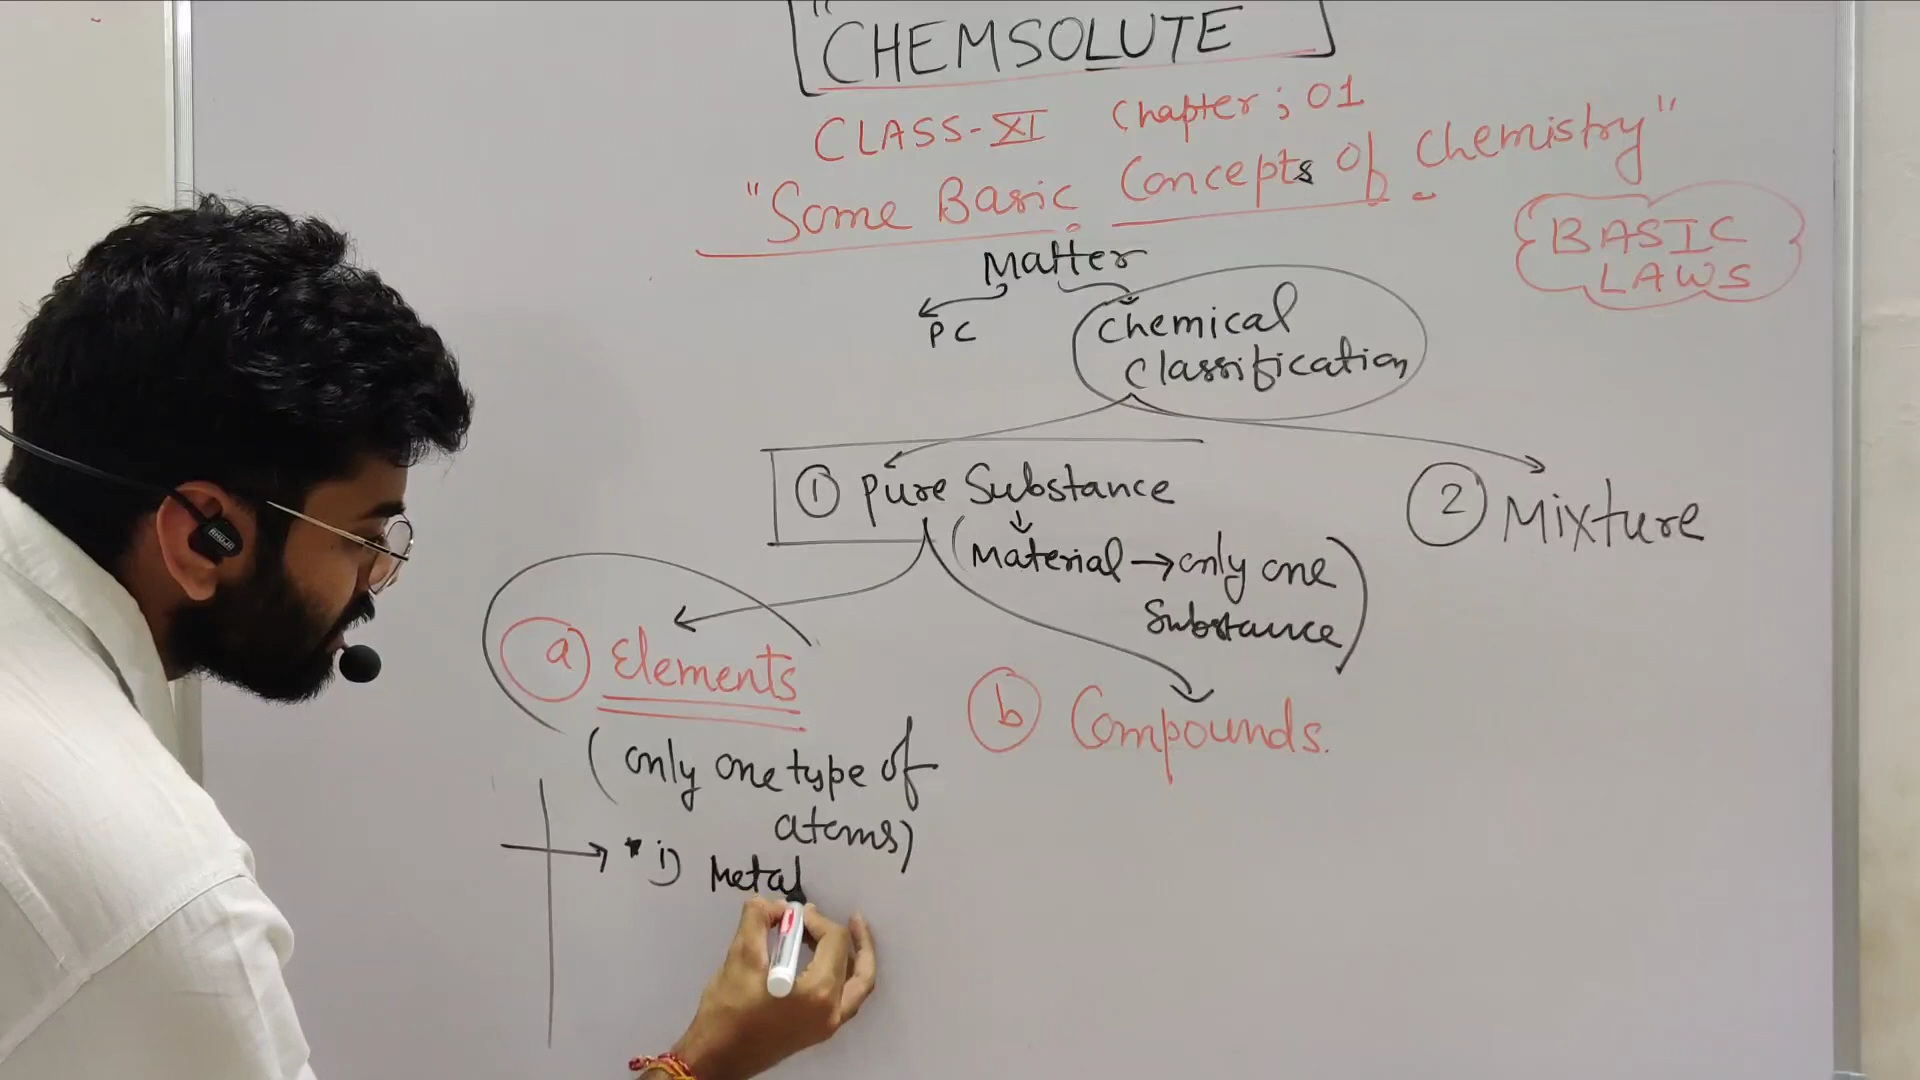 "CHEMSOLUTE
CLASS-XI Chapter ; 01
"Some Basic Concepts of Chemistry"
BASIC
LAWS
Matter
PC
Chemical
Classification
① Pure Substance
② Mixture
(Material → only one
Substance)
ⓐ Elements
ⓑ Compounds.
(only one type of
atoms)
* i) Metal
AHUJA